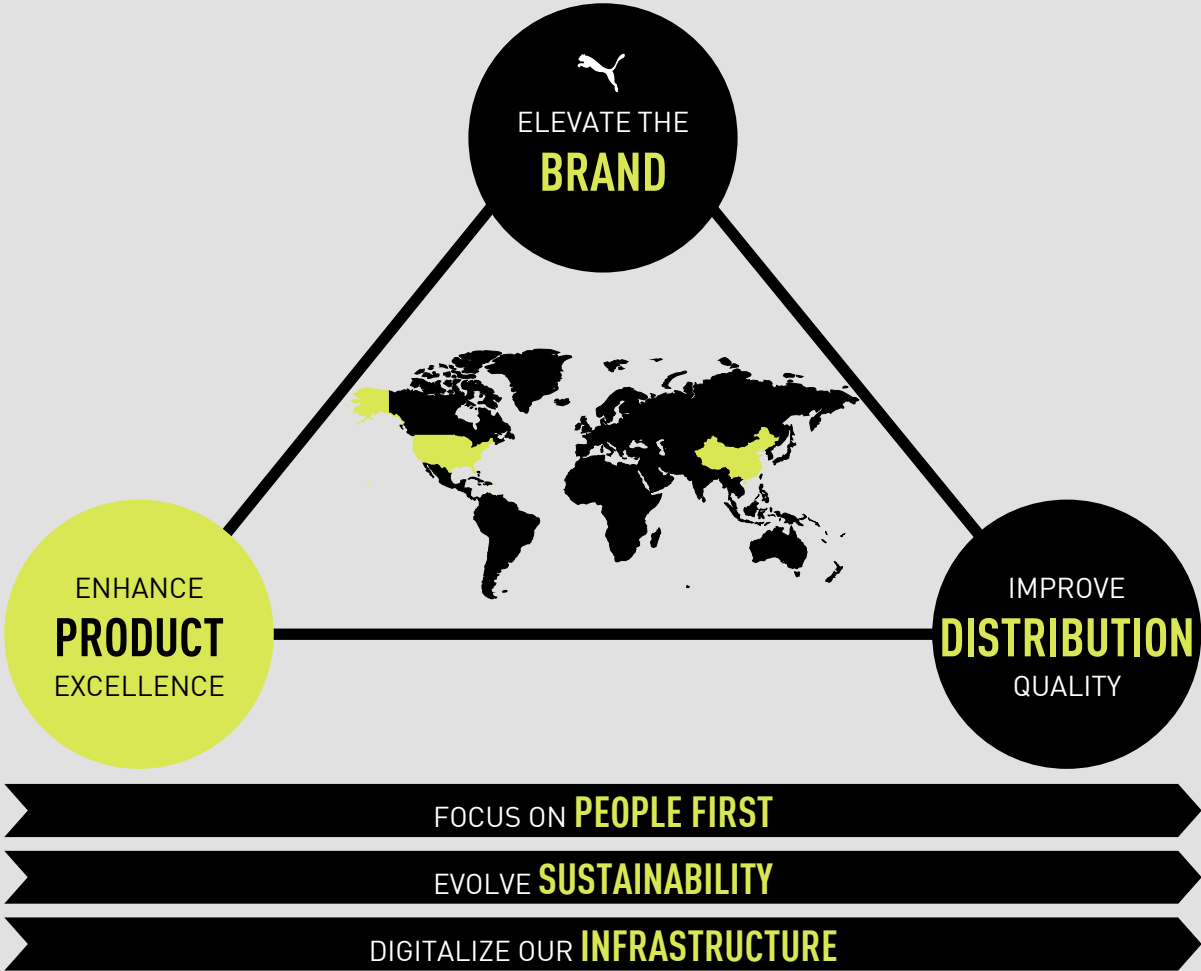 ELEVATE THE
BRAND
ENHANCE
PRODUCT
EXCELLENCE
IMPROVE
DISTRIBUTION
QUALITY
FOCUS ON PEOPLE FIRST
EVOLVE SUSTAINABILITY
DIGITALIZE OUR INFRASTRUCTURE